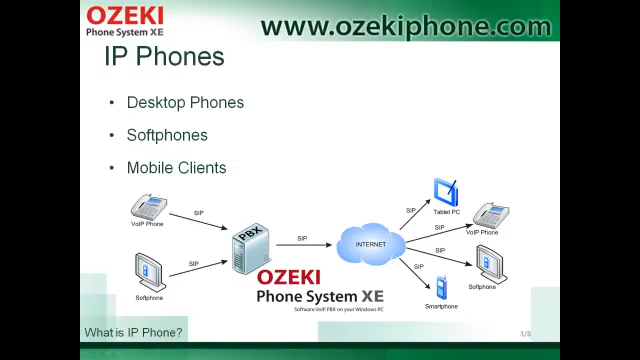 OZEKI
Phone System XE
www.ozekiphone.com
IP Phones
• Desktop Phones
• Softphones
• Mobile Clients
VoIP Phone
SIP
Softphone
SIP
PBX
SIP
INTERNET
SIP
Tablet PC
SIP
VoIP Phone
SIP
Softphone
SIP
Smartphone
OZEKI
Phone System XE
Software VoIP PBX on your Windows PC
What is IP Phone?
3/8